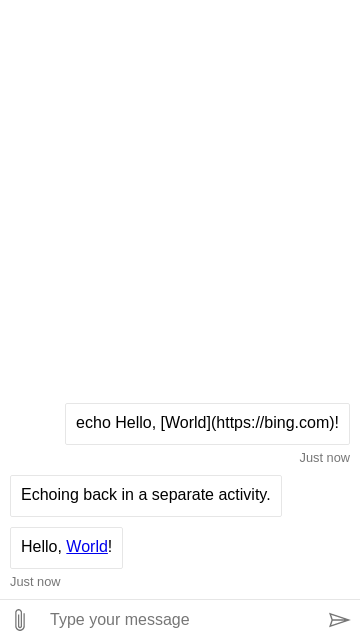 echo Hello, [World](https://bing.com)!
Just now
Echoing back in a separate activity.
Hello, World!
Just now
Type your message